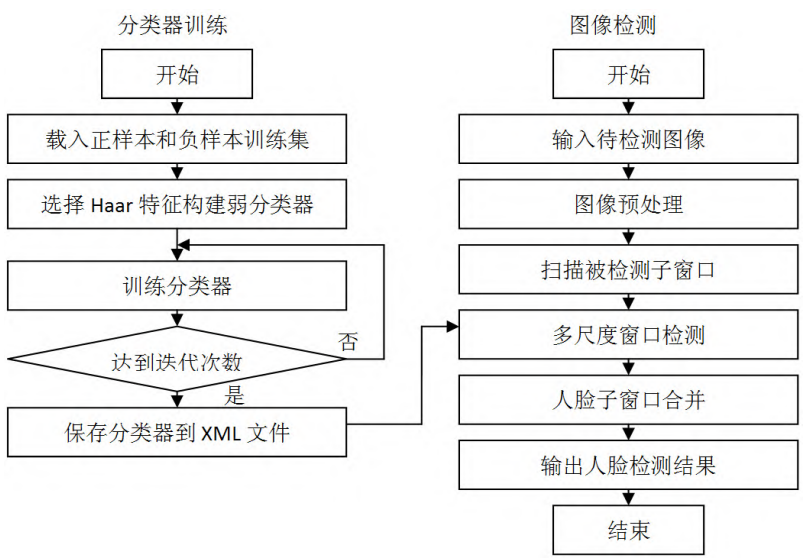 分类器训练
开始
载入正样本和负样本训练集
选择 Haar 特征构建弱分类器
训练分类器
达到迭代次数
否
是
保存分类器到 XML 文件
图像检测
开始
输入待检测图像
图像预处理
扫描被检测子窗口
多尺度窗口检测
人脸子窗口合并
输出人脸检测结果
结束